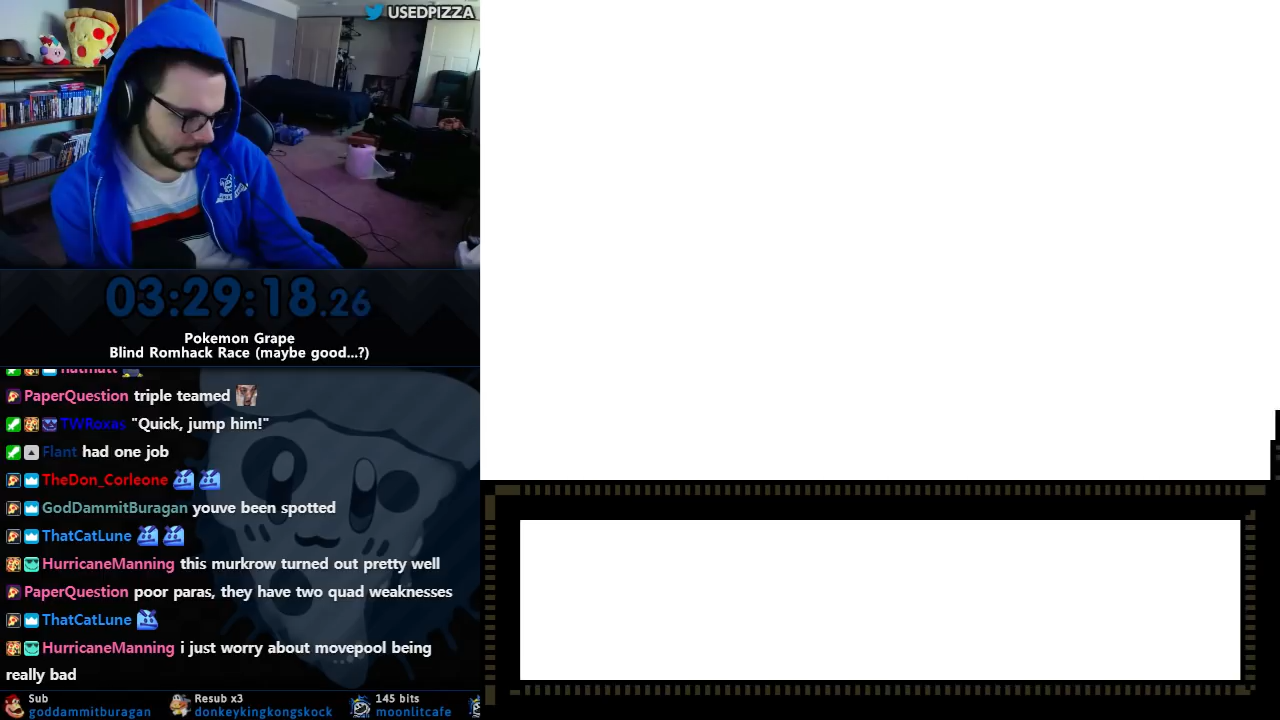 USEDPIZZA
03:29:18.26
Pokemon Grape
Blind Romhack Race (maybe good...?)
PaperQuestion triple teamed
TWRoxas "Quick, jump him!"
Flant had one job
TheDon_Corleone
GodDammitBuragan youve been spotted
ThatCatLune
HurricaneManning this murkrow turned out pretty well
PaperQuestion poor paras, they have two quad weaknesses
ThatCatLune
HurricaneManning i just worry about movepool being
really bad
Sub
goddammitburagan
Resub x3
donkeykingkongskock
145 bits
moonlitcafe